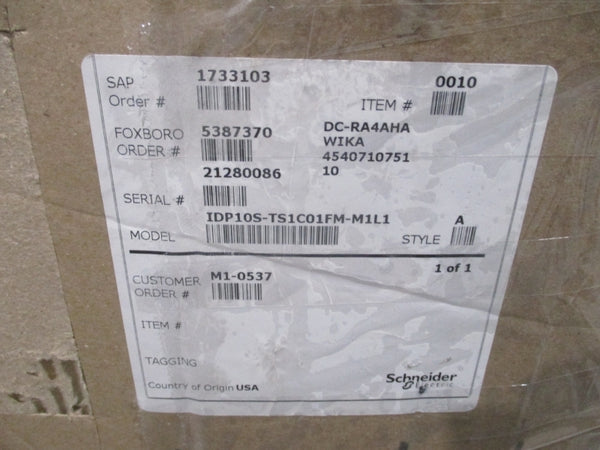 SAP 1733103 0010
Order # ITEM #
FOXBORO 5387370 DC-RA4AHA
ORDER # WIKA
4540710751
21280086 10
SERIAL #
IDP10S-TS1C01FM-M1L1 A
MODEL STYLE
1 of 1
CUSTOMER M1-0537
ORDER #
ITEM #
TAGGING
Country of Origin USA
Schneider
Electric